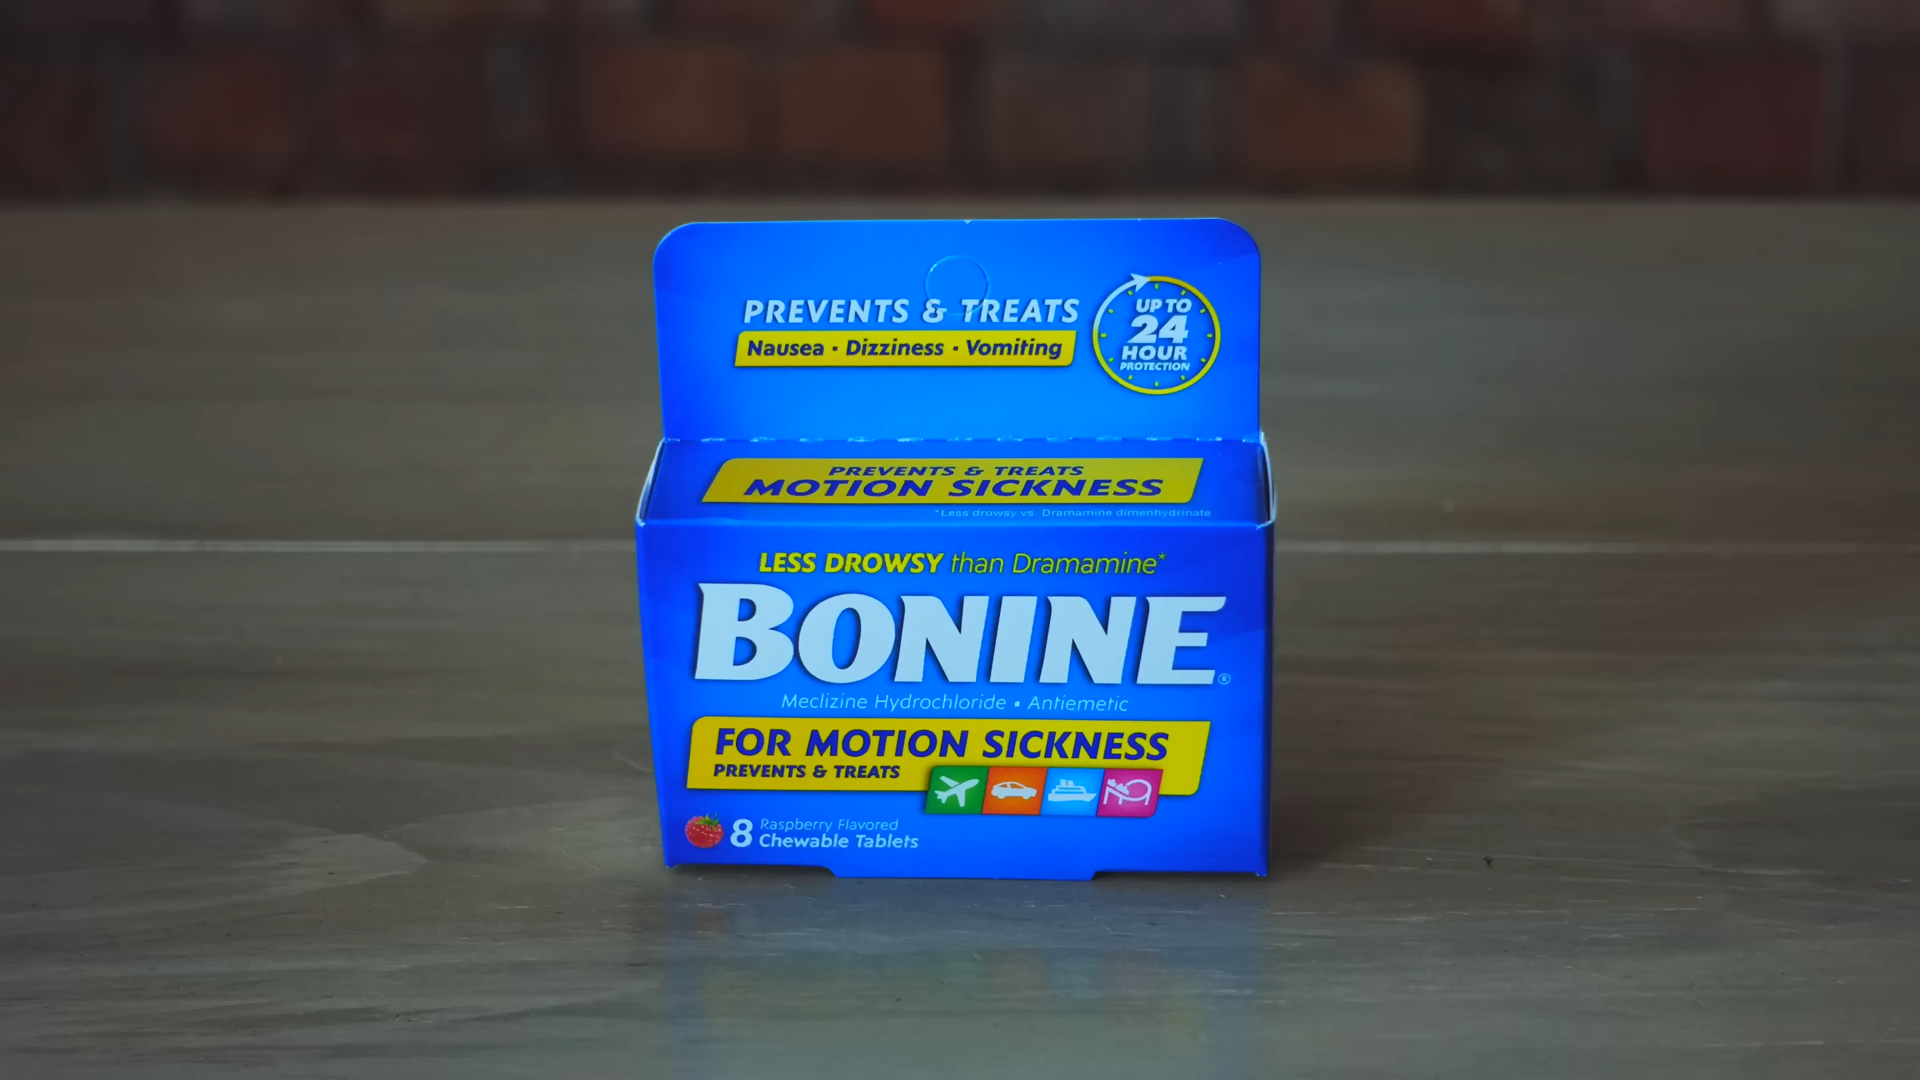 PREVENTS & TREATS
Nausea · Dizziness · Vomiting
UP TO
24
HOUR
PROTECTION
PREVENTS & TREATS
MOTION SICKNESS
*Less drowsy vs. Dramamine dimenhydrinate
LESS DROWSY than Dramamine*
BONINE®
Meclizine Hydrochloride ▪ Antiemetic
FOR MOTION SICKNESS
PREVENTS & TREATS
8 Raspberry Flavored
Chewable Tablets